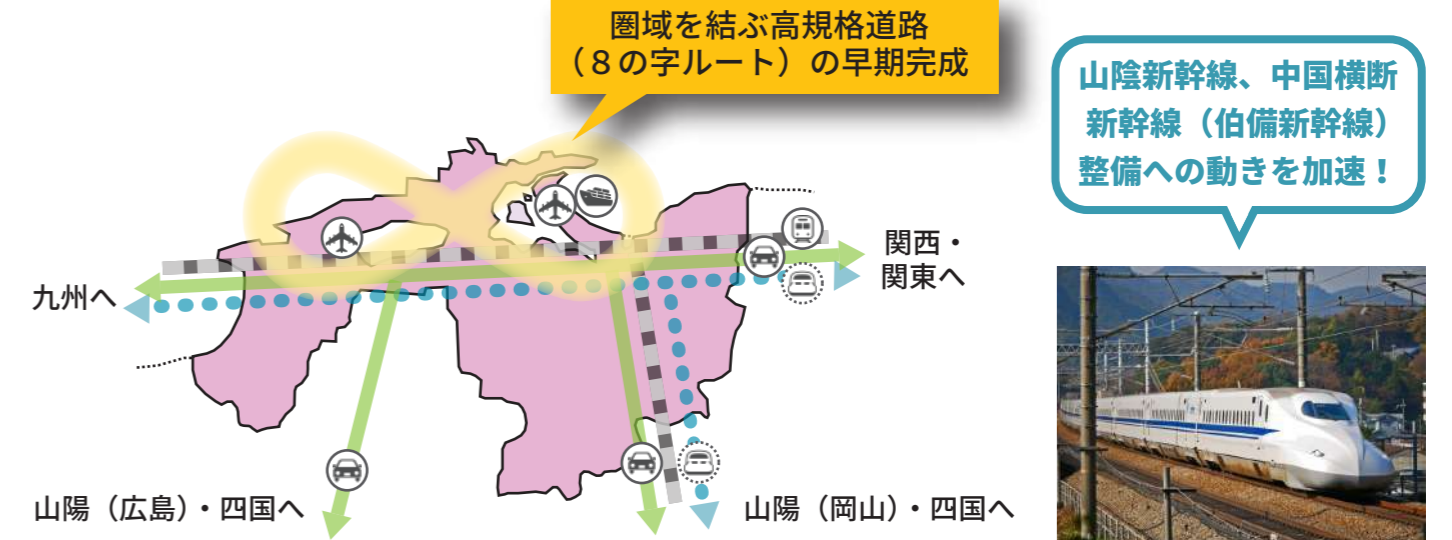 圏域を結ぶ高規格道路
（８の字ルート）の早期完成
山陰新幹線、中国横断
新幹線（伯備新幹線）
整備への動きを加速！
関西・
関東へ
九州へ
山陽（広島）・四国へ
山陽（岡山）・四国へ